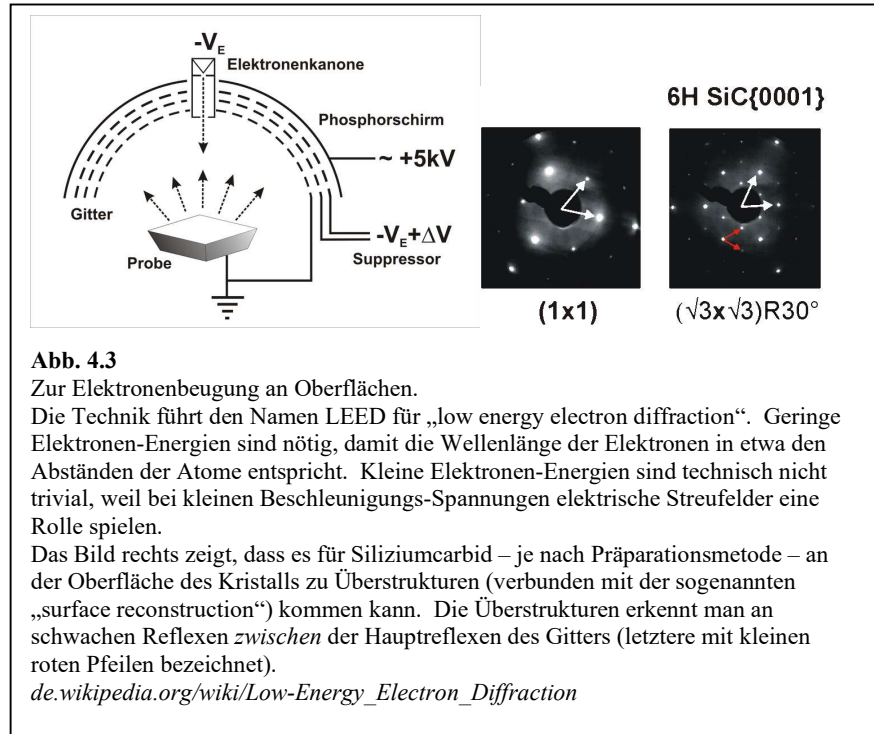 -V_E
Elektronenkanone
Phosphorschirm
~ +5kV
Gitter
-V_E+ΔV
Suppressor
Probe
6H SiC{0001}
(1x1)
(√3x√3)R30°
Abb. 4.3
Zur Elektronenbeugung an Oberflächen.
Die Technik führt den Namen LEED für „low energy electron diffraction“. Geringe
Elektronen-Energien sind nötig, damit die Wellenlänge der Elektronen in etwa den
Abständen der Atome entspricht. Kleine Elektronen-Energien sind technisch nicht
trivial, weil bei kleinen Beschleunigungs-Spannungen elektrische Streufelder eine
Rolle spielen.
Das Bild rechts zeigt, dass es für Siliziumcarbid – je nach Präparationsmetode – an
der Oberfläche des Kristalls zu Überstrukturen (verbunden mit der sogenannten
„surface reconstruction“) kommen kann. Die Überstrukturen erkennt man an
schwachen Reflexen zwischen der Hauptreflexen des Gitters (letztere mit kleinen
roten Pfeilen bezeichnet).
de.wikipedia.org/wiki/Low-Energy_Electron_Diffraction